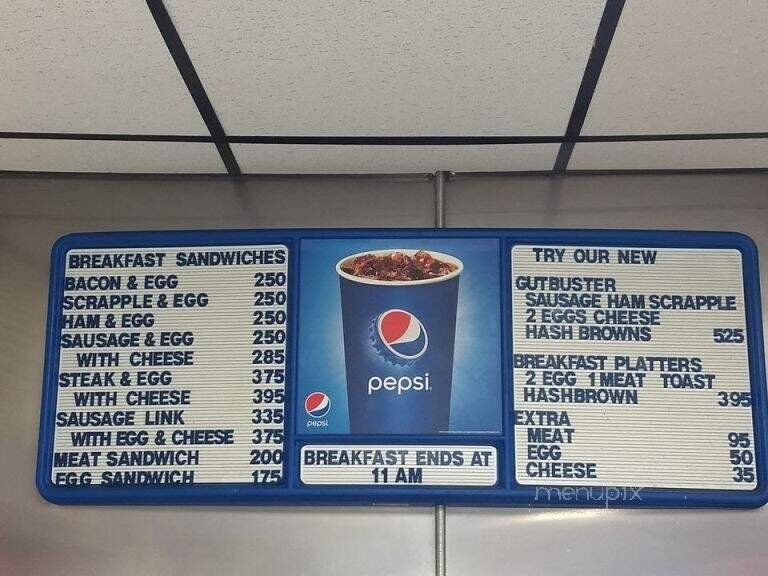 BREAKFAST SANDWICHES
BACON & EGG 250
SCRAPPLE & EGG 250
HAM & EGG 250
SAUSAGE & EGG 250
WITH CHEESE 285
STEAK & EGG 375
WITH CHEESE 395
SAUSAGE LINK 335
WITH EGG & CHEESE 375
MEAT SANDWICH 200
EGG SANDWICH 175
pepsi
pepsi
BREAKFAST ENDS AT
11 AM
TRY OUR NEW
GUTBUSTER
SAUSAGE HAM SCRAPPLE
2 EGGS CHEESE
HASH BROWNS 525
BREAKFAST PLATTERS
2 EGG 1 MEAT TOAST
HASHBROWN 395
EXTRA
MEAT 95
EGG 50
CHEESE 35
menupix